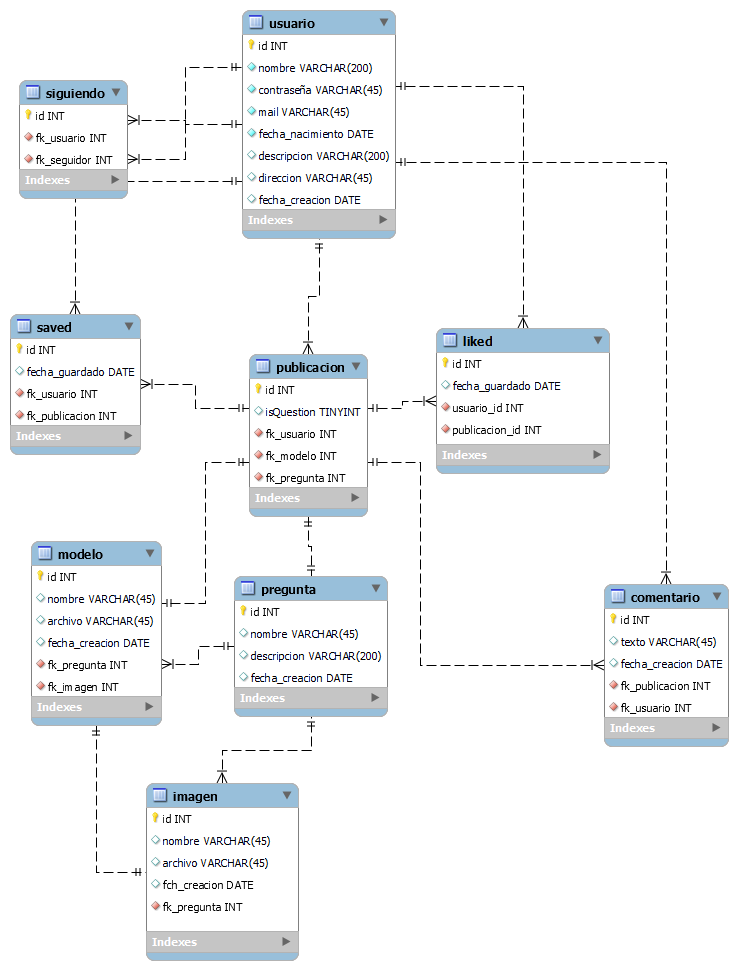 usuario
id INT
nombre VARCHAR(200)
contraseña VARCHAR(45)
mail VARCHAR(45)
fecha_nacimiento DATE
descripcion VARCHAR(200)
direccion VARCHAR(45)
fecha_creacion DATE
Indexes
siguiendo
id INT
fk_usuario INT
fk_seguidor INT
Indexes
saved
id INT
fecha_guardado DATE
fk_usuario INT
fk_publicacion INT
Indexes
publicacion
id INT
isQuestion TINYINT
fk_usuario INT
fk_modelo INT
fk_pregunta INT
Indexes
liked
id INT
fecha_guardado DATE
usuario_id INT
publicacion_id INT
Indexes
modelo
id INT
nombre VARCHAR(45)
archivo VARCHAR(45)
fecha_creacion DATE
fk_pregunta INT
fk_imagen INT
Indexes
pregunta
id INT
nombre VARCHAR(45)
descripcion VARCHAR(200)
fecha_creacion DATE
Indexes
comentario
id INT
texto VARCHAR(45)
fecha_creacion DATE
fk_publicacion INT
fk_usuario INT
Indexes
imagen
id INT
nombre VARCHAR(45)
archivo VARCHAR(45)
fch_creacion DATE
fk_pregunta INT
Indexes